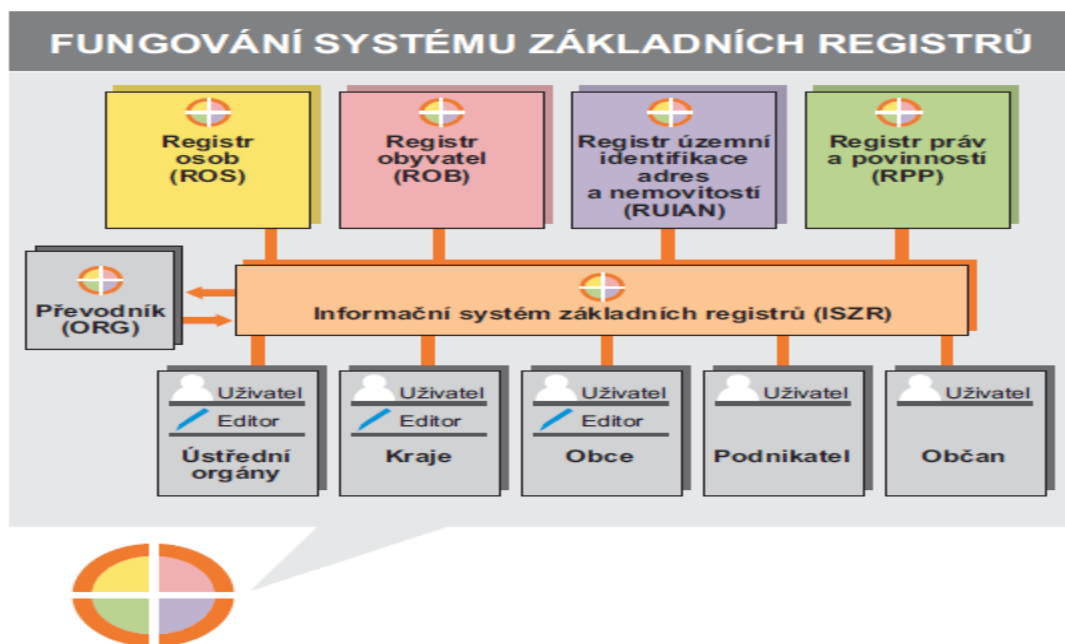 FUNGOVÁNÍ SYSTÉMU ZÁKLADNÍCH REGISTRŮ
Registr
osob
(ROS)
Registr
obyvatel
(ROB)
Registr územní
identifikace
adres
a nemovitostí
(RUIAN)
Registr práv
a povinností
(RPP)
Převodník
(ORG)
Informační systém základních registrů (ISZR)
Uživatel
Editor
Ústřední
orgány
Uživatel
Editor
Kraje
Uživatel
Editor
Obce
Uživatel
Podnikatel
Uživatel
Občan